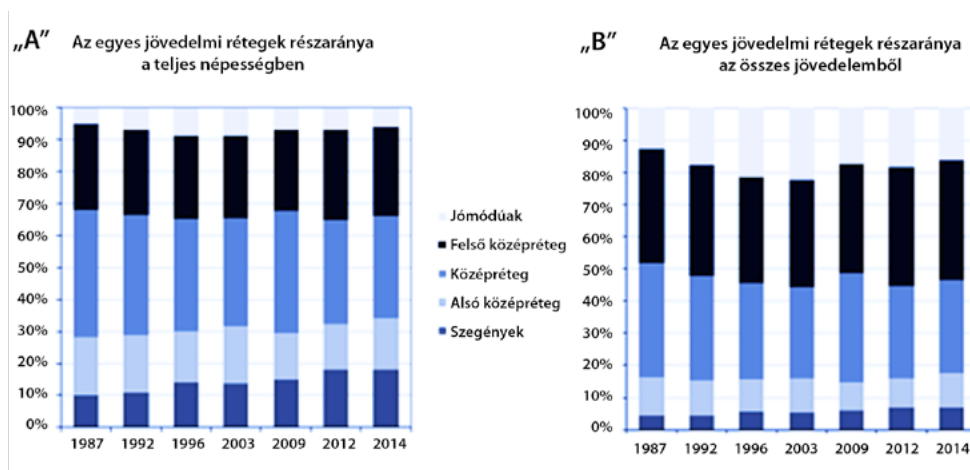 „A”
Az egyes jövedelmi rétegek részaránya
a teljes népességben
100%
90%
80%
70%
60%
50%
40%
30%
20%
10%
0%
1987 1992 1996 2003 2009 2012 2014
Jómódúak
Felső középréteg
Középréteg
Alsó középréteg
Szegények
„B”
Az egyes jövedelmi rétegek részaránya
az összes jövedelemből
100%
90%
80%
70%
60%
50%
40%
30%
20%
10%
0%
1987 1992 1996 2003 2009 2012 2014